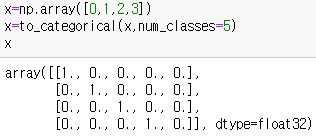 x=np.array([0,1,2,3])
x=to_categorical(x,num_classes=5)
x
array([[1., 0., 0., 0., 0.],
[0., 1., 0., 0., 0.],
[0., 0., 1., 0., 0.],
[0., 0., 0., 1., 0.]], dtype=float32)